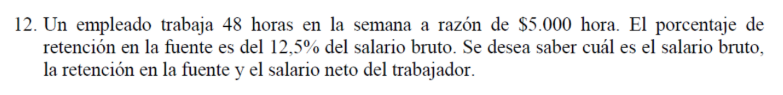 12. Un empleado trabaja 48 horas en la semana a razón de $5.000 hora. El porcentaje de
retención en la fuente es del 12,5% del salario bruto. Se desea saber cuál es el salario bruto,
la retención en la fuente y el salario neto del trabajador.